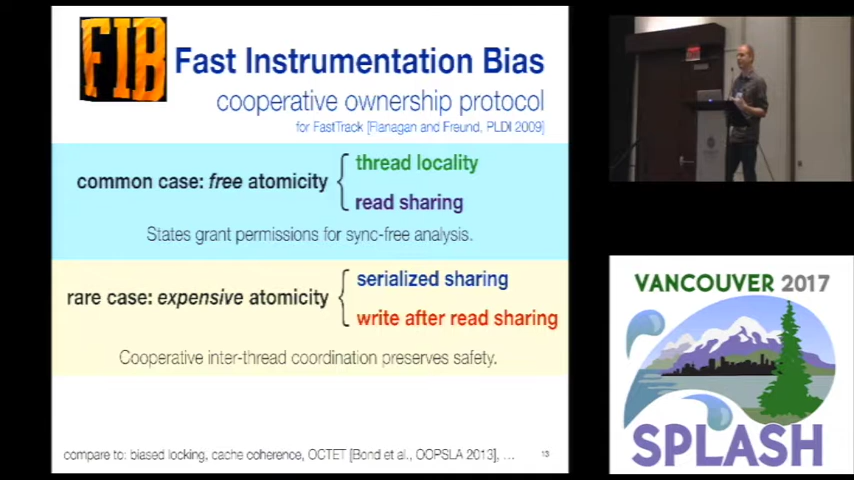 FIB
Fast Instrumentation Bias
cooperative ownership protocol
for FastTrack [Flanagan and Freund, PLDI 2009]
common case: free atomicity
thread locality
read sharing
States grant permissions for sync-free analysis.
rare case: expensive atomicity
serialized sharing
write after read sharing
Cooperative inter-thread coordination preserves safety.
compare to: biased locking, cache coherence, OCTET [Bond et al., OOPSLA 2013], ...
13
VANCOUVER 2017
SPLASH